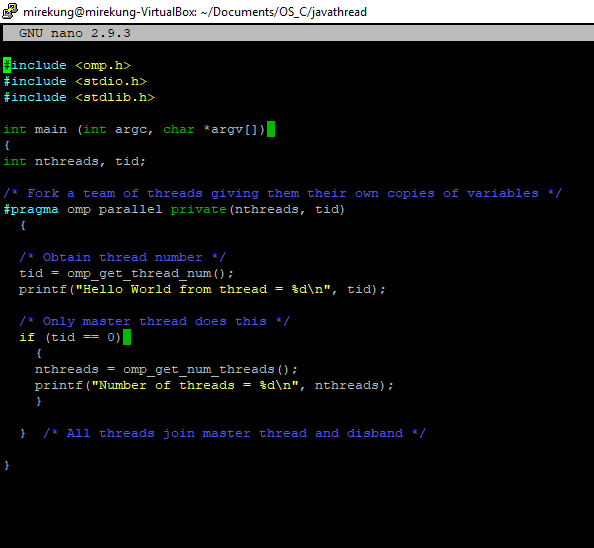 mirekung@mirekung-VirtualBox: ~/Documents/OS_C/javathread
GNU nano 2.9.3
#include <omp.h>
#include <stdio.h>
#include <stdlib.h>
int main (int argc, char *argv[])
{
int nthreads, tid;
/* Fork a team of threads giving them their own copies of variables */
#pragma omp parallel private(nthreads, tid)
{
/* Obtain thread number */
tid = omp_get_thread_num();
printf("Hello World from thread = %d\n", tid);
/* Only master thread does this */
if (tid == 0)
{
nthreads = omp_get_num_threads();
printf("Number of threads = %d\n", nthreads);
}
} /* All threads join master thread and disband */
}